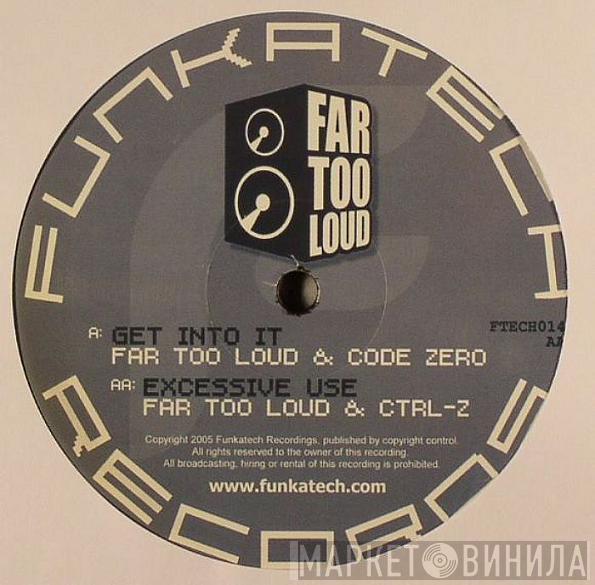 FUNKATECH
FAR
TOO
LOUD
FTECH014
A: GET INTO IT
FAR TOO LOUD & CODE ZERO
AA: EXCESSIVE USE
FAR TOO LOUD & CTRL-Z
Copyright 2005 Funkatech Recordings, published by copyright control.
All rights reserved to the owner of this recording.
All broadcasting, hiring or rental of this recording is prohibited.
www.funkatech.com
RECORDS
МАРКЕТ ВИНИЛА